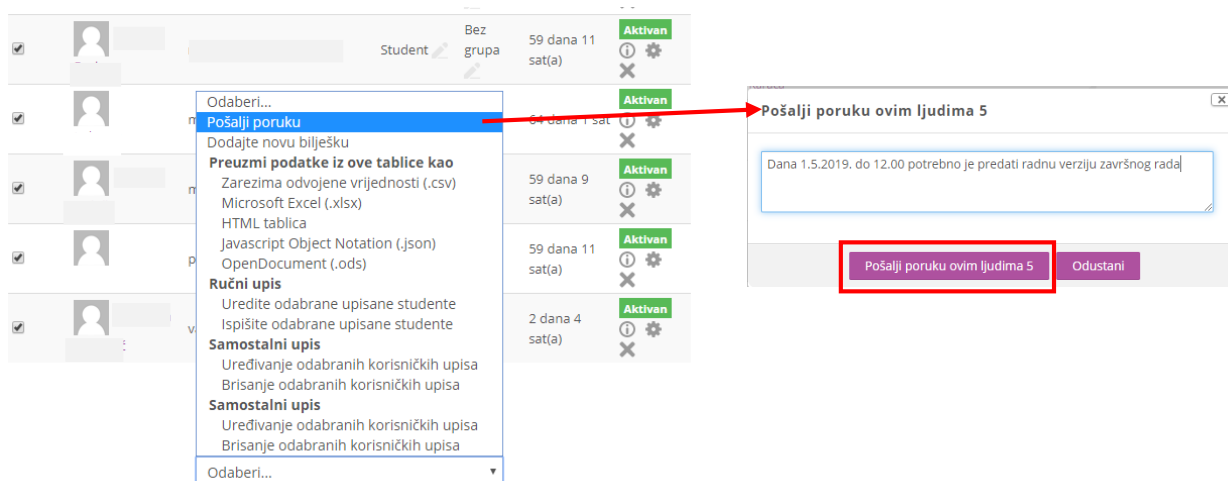 Bez
Student grupa
59 dana 11
sat(a)
Aktivan
Aktivan
64 dana 1 sat
Odaberi...
Pošalji poruku
Dodajte novu bilješku
Preuzmi podatke iz ove tablice kao
Zarezima odvojene vrijednosti (.csv)
Microsoft Excel (.xlsx)
HTML tablica
Javascript Object Notation (.json)
OpenDocument (.ods)
Ručni upis
Uredite odabrane upisane studente
Ispišite odabrane upisane studente
Samostalni upis
Uređivanje odabranih korisničkih upisa
Brisanje odabranih korisničkih upisa
Samostalni upis
Uređivanje odabranih korisničkih upisa
Brisanje odabranih korisničkih upisa
Odaberi...
59 dana 9
sat(a)
Aktivan
59 dana 11
sat(a)
Aktivan
2 dana 4
sat(a)
Aktivan
Pošalji poruku ovim ljudima 5
Dana 1.5.2019. do 12.00 potrebno je predati radnu verziju završnog rada
Pošalji poruku ovim ljudima 5
Odustani